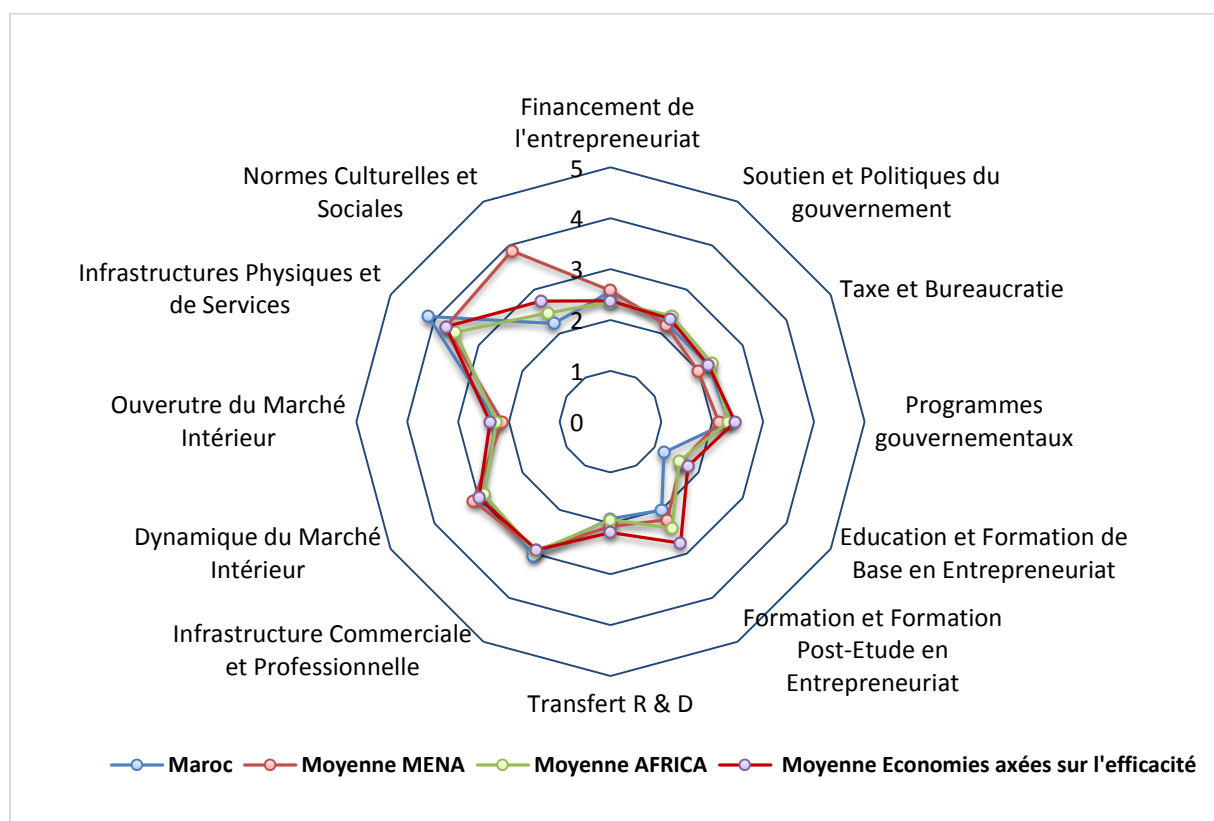 Financement de
l'entrepreneuriat
Normes Culturelles et
Sociales
Soutien et Politiques du
gouvernement
Infrastructures Physiques et
de Services
Taxe et Bureaucratie
Ouverutre du Marché
Intérieur
Programmes
gouvernementaux
Dynamique du Marché
Intérieur
Education et Formation de
Base en Entrepreneuriat
Infrastructure Commerciale
et Professionnelle
Formation et Formation
Post-Etude en
Entrepreneuriat
Transfert R & D
5
4
3
2
1
0
Maroc Moyenne MENA Moyenne AFRICA Moyenne Economies axées sur l'efficacité